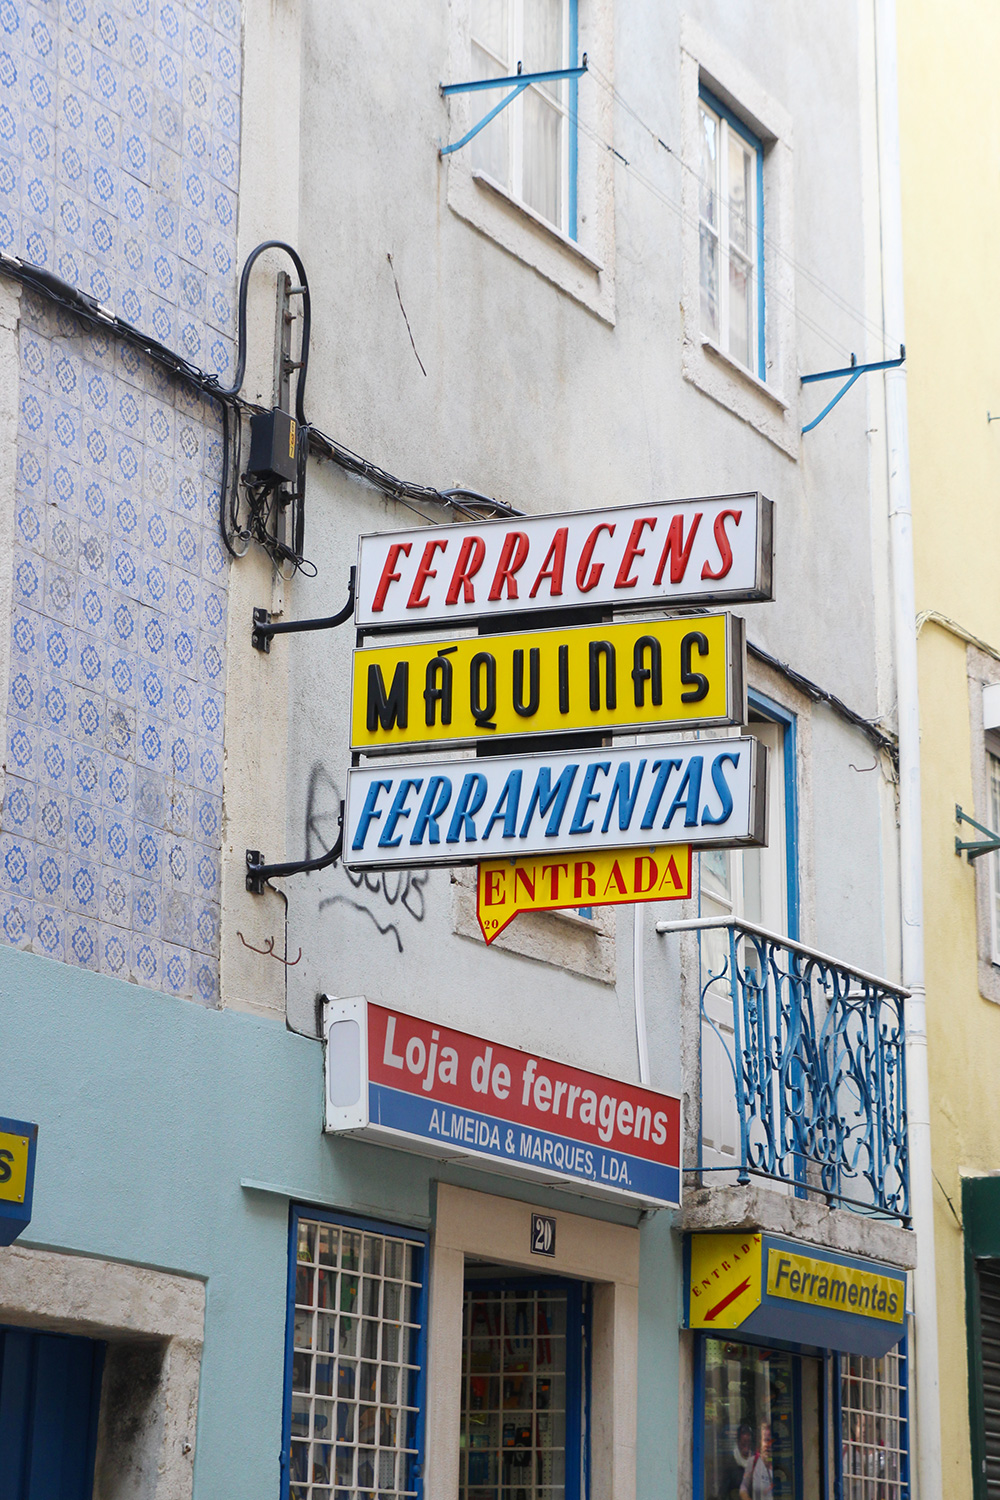 FERRAGENS
MÁQUINAS
FERRAMENTAS
ENTRADA
20
Loja de ferragens
ALMEIDA & MARQUES, LDA.
20
ENTRADA
Ferramentas